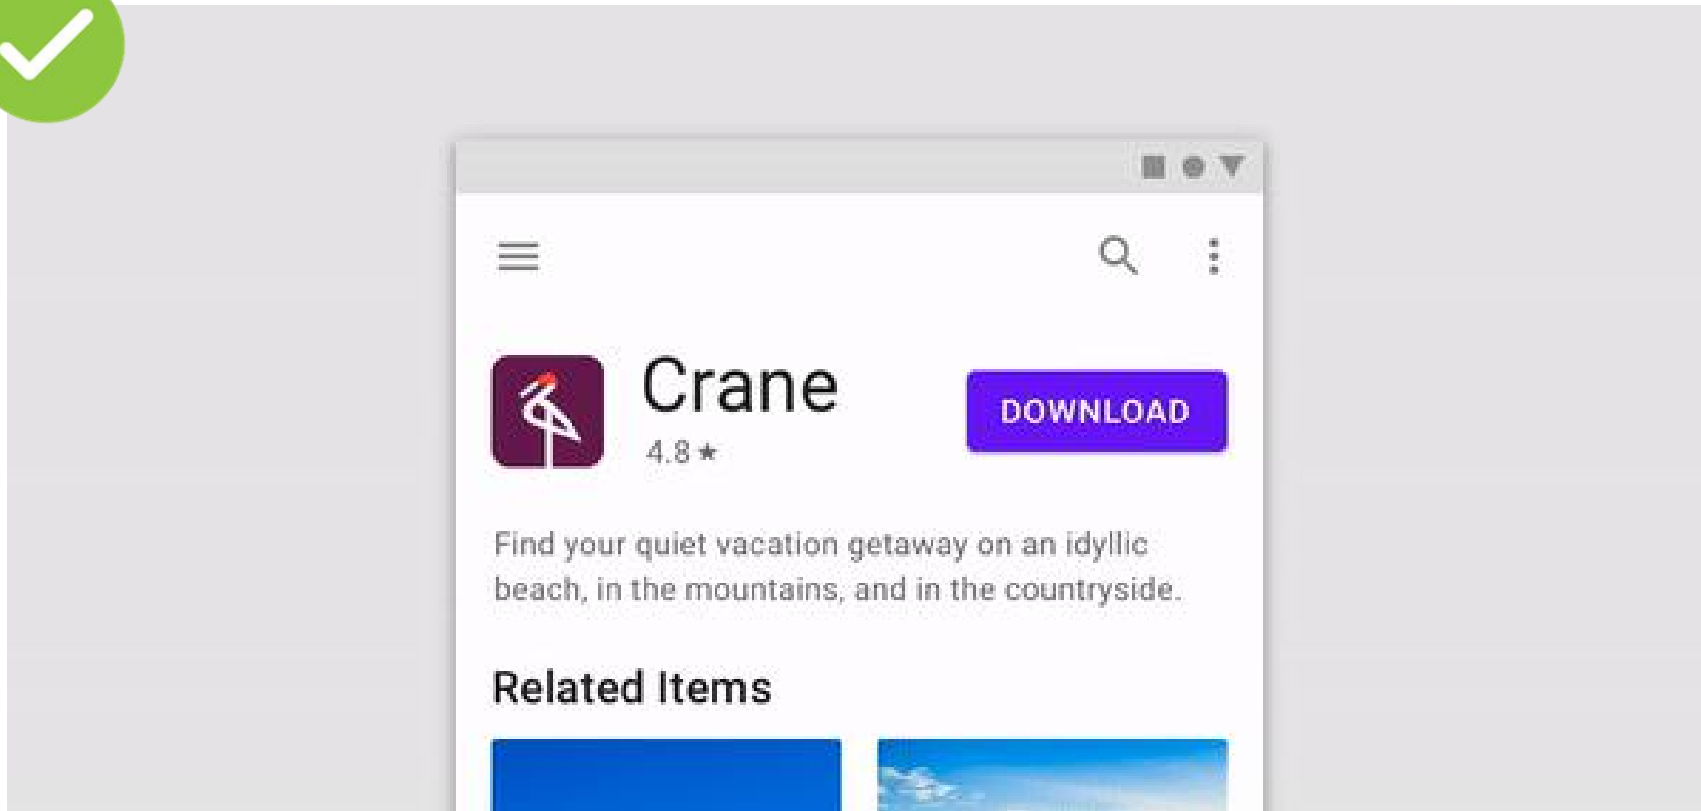 Crane
DOWNLOAD
4.8 ★
Find your quiet vacation getaway on an idyllic
beach, in the mountains, and in the countryside.
Related Items